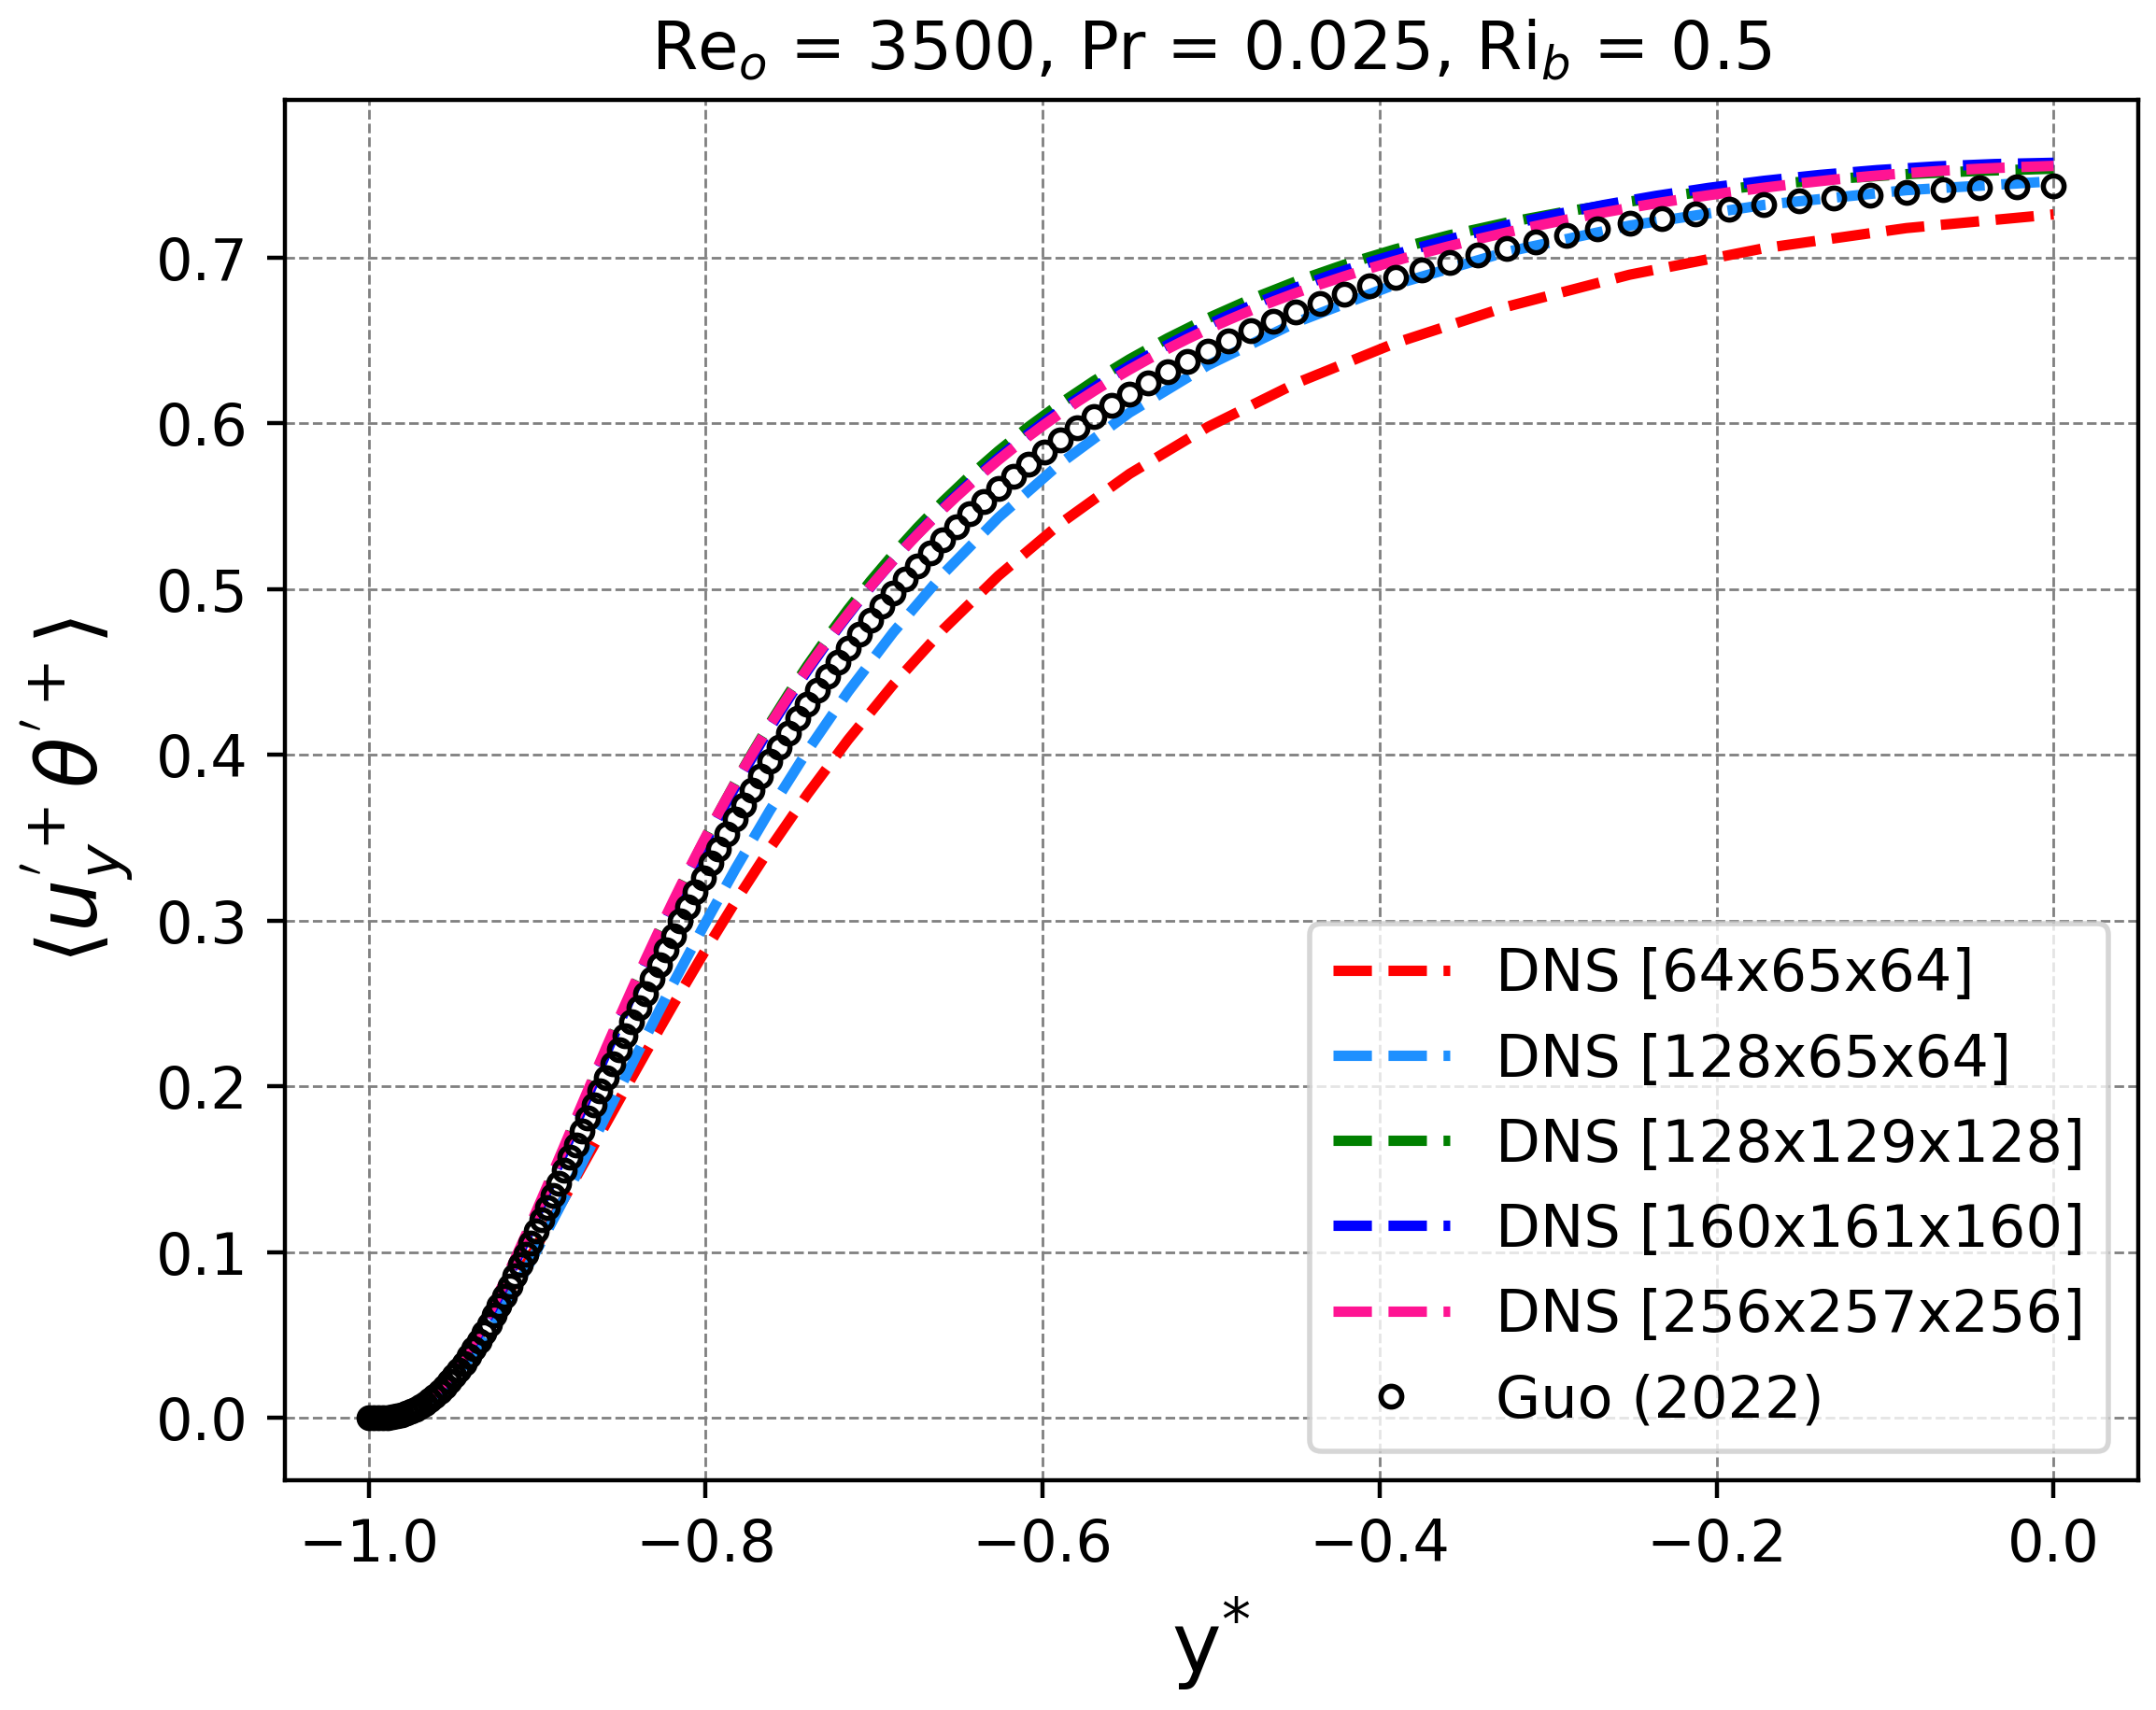 Re_o = 3500, Pr = 0.025, Ri_b = 0.5
⟨u_y'^+ θ'^+⟩
0.7
0.6
0.5
0.4
0.3
0.2
0.1
0.0
DNS [64x65x64]
DNS [128x65x64]
DNS [128x129x128]
DNS [160x161x160]
DNS [256x257x256]
Guo (2022)
−1.0 −0.8 −0.6 −0.4 −0.2 0.0
y*